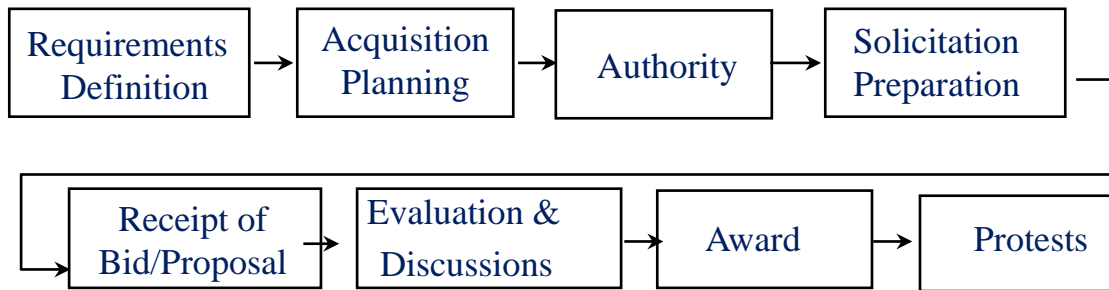 Requirements
Definition
Acquisition
Planning
Authority
Solicitation
Preparation
Receipt of
Bid/Proposal
Evaluation &
Discussions
Award
Protests